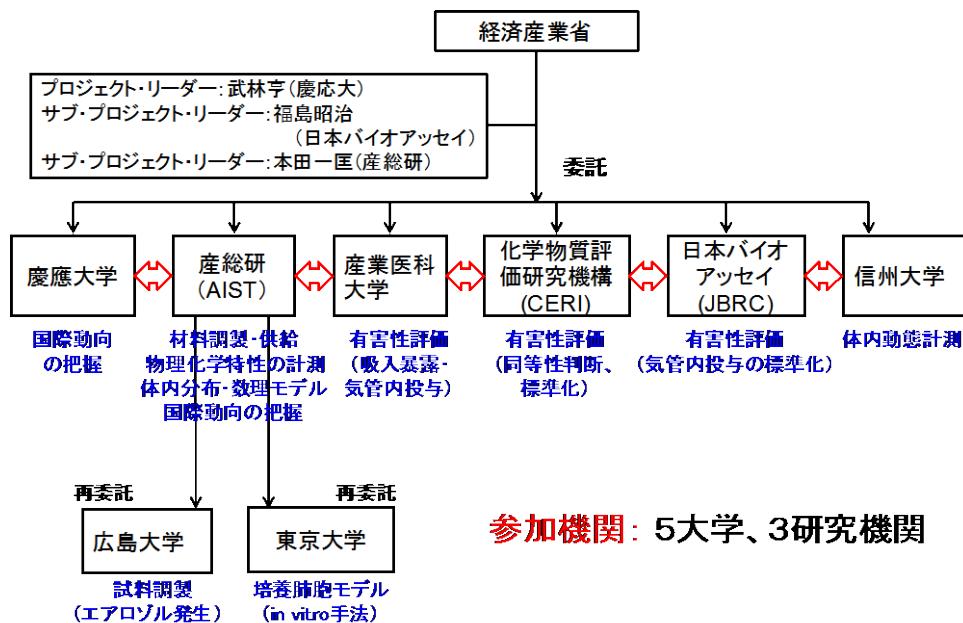 経済産業省
プロジェクト・リーダー：武林亨（慶応大）
サブ・プロジェクト・リーダー：福島昭治
（日本バイオアッセイ）
サブ・プロジェクト・リーダー：本田一匡（産総研）
委託
慶應大学
国際動向
の把握
産総研
（AIST）
材料調製・供給
物理化学特性の計測
体内分布・数理モデル
国際動向の把握
産業医科
大学
有害性評価
（吸入暴露・
気管内投与）
化学物質評
価研究機構
(CERI)
有害性評価
（同等性判断、
標準化）
日本バイオ
アッセイ
(JBRC)
有害性評価
（気管内投与の標準化）
信州大学
体内動態計測
再委託
広島大学
試料調製
（エアロゾル発生）
再委託
東京大学
培養肺胞モデル
（in vitro手法）
参加機関：5大学、3研究機関